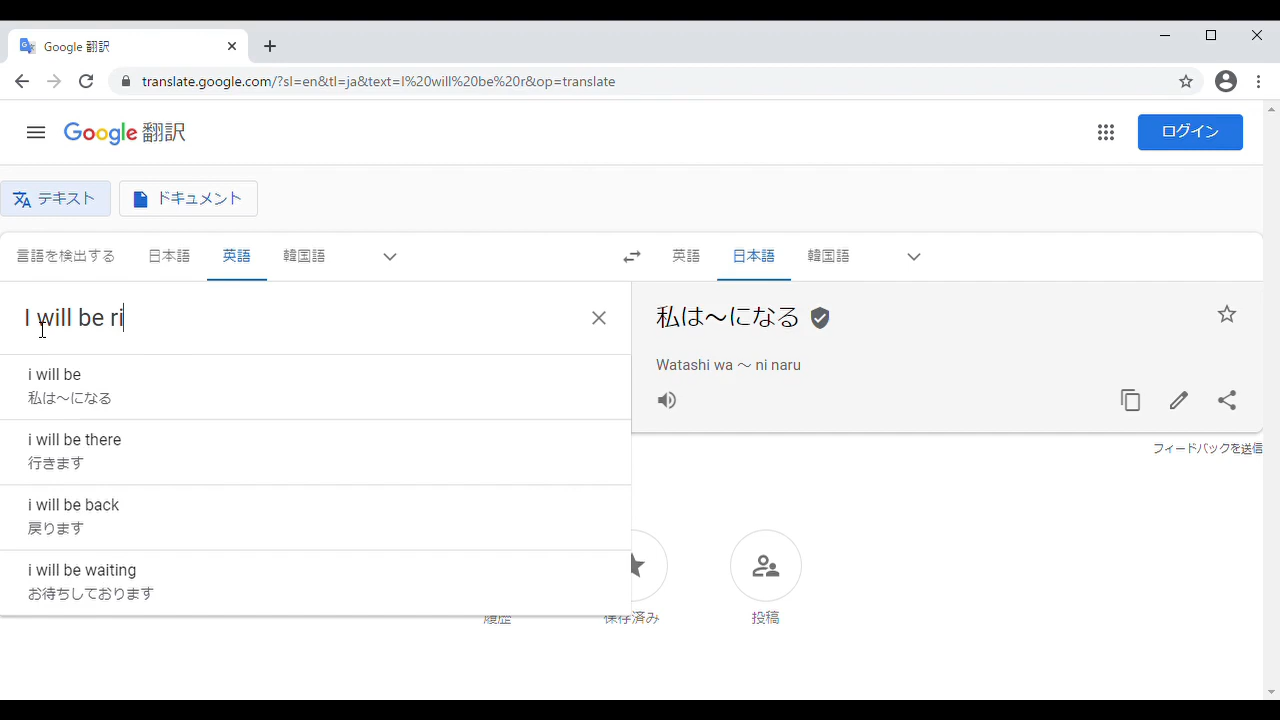 Google 翻訳
translate.google.com/?sl=en&tl=ja&text=I%20will%20be%20r&op=translate
Google 翻訳
ログイン
テキスト
ドキュメント
言語を検出する 日本語 英語 韓国語
英語 日本語 韓国語
I will be ri
私は〜になる
Watashi wa 〜 ni naru
i will be
私は〜になる
i will be there
行きます
i will be back
戻ります
i will be waiting
お待ちしております
フィードバックを送信
履歴
保存済み
投稿